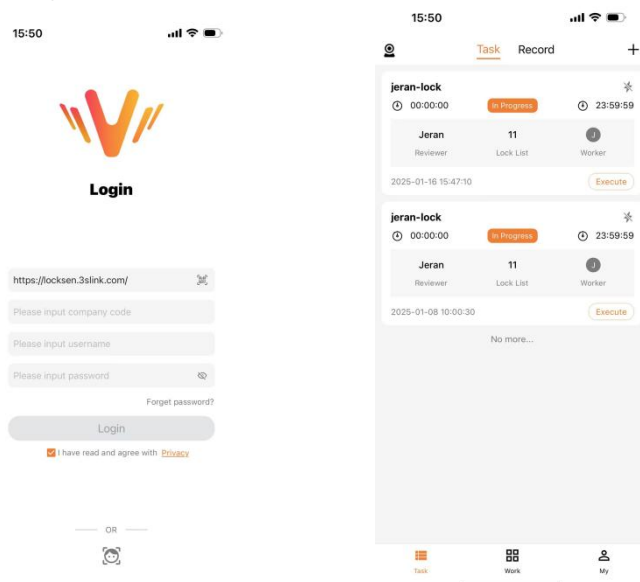 15:50
Login
https://locksen.3slink.com/
Please input company code
Please input username
Please input password
Forget password?
Login
I have read and agree with Privacy
OR
15:50
Task Record
jeran-lock
00:00:00 In Progress 23:59:59
Jeran 11 J
Reviewer Lock List Worker
2025-01-16 15:47:10 Execute
jeran-lock
00:00:00 In Progress 23:59:59
Jeran 11 J
Reviewer Lock List Worker
2025-01-08 10:00:30 Execute
No more...
Task Work My